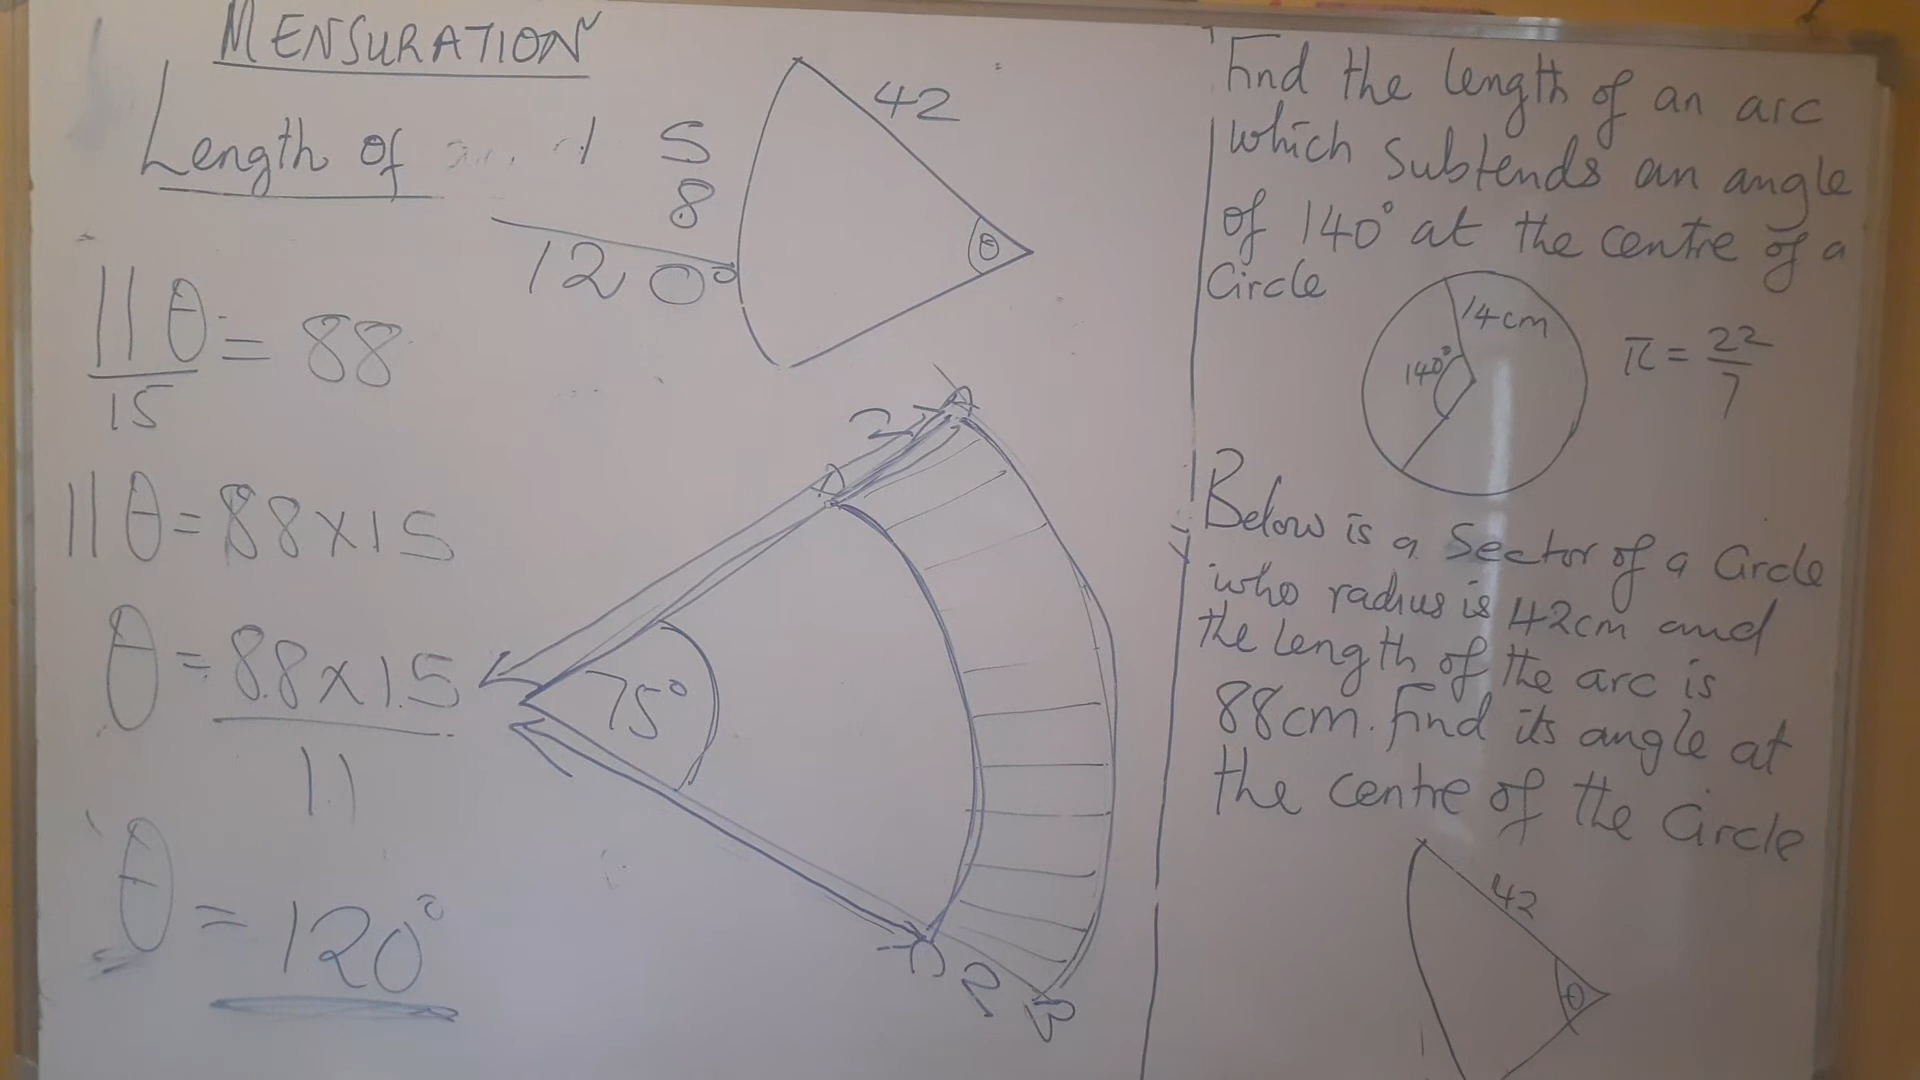 MENSURATION
Length of
5
8
120°
42
θ
11θ/15 = 88
11θ = 88×15
θ = 88×15/11
θ = 120°
A
D
75°
C 2 B
Find the length of an arc
which subtends an angle
of 140° at the centre of a
Circle
14cm
140°
π = 22/7
Below is a Sector of a Circle
who radius is 42cm and
the length of the arc is
88cm. Find its angle at
the centre of the Circle
42
θ